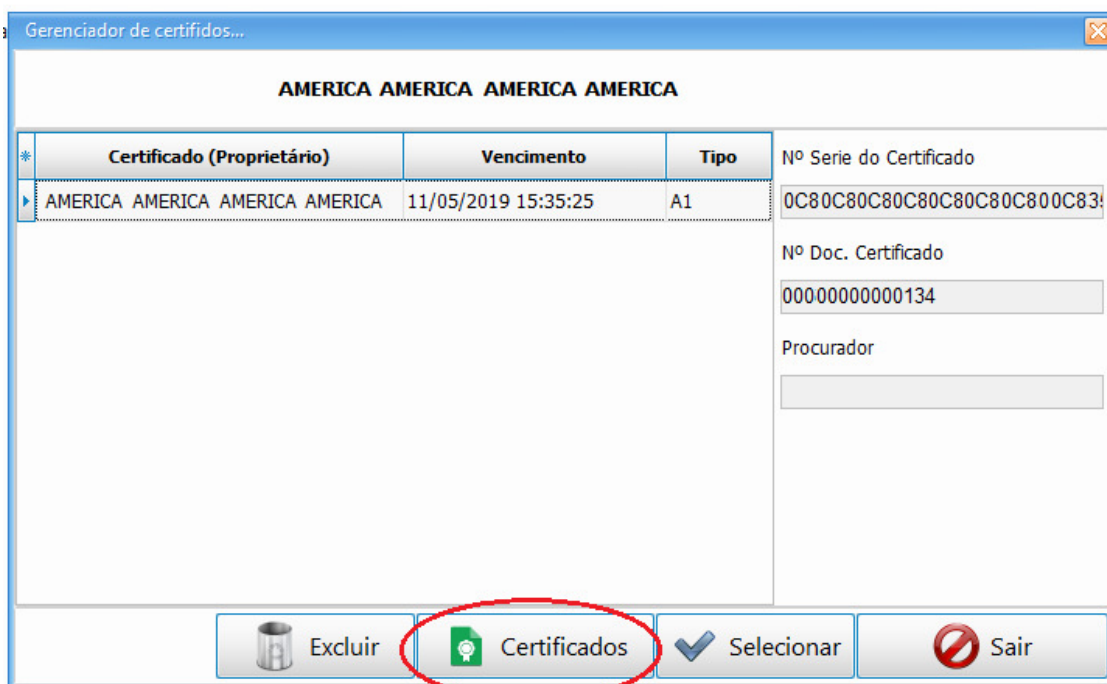 Gerenciador de certifidos...
AMERICA AMERICA AMERICA AMERICA
Certificado (Proprietário) Vencimento Tipo
AMERICA AMERICA AMERICA AMERICA 11/05/2019 15:35:25 A1
Nº Serie do Certificado
0C80C80C80C80C80C80C800C835
Nº Doc. Certificado
00000000000134
Procurador
Excluir Certificados Selecionar Sair